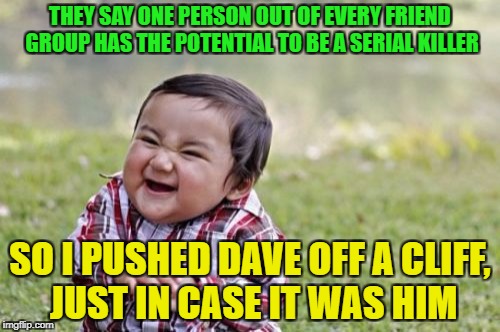 THEY SAY ONE PERSON OUT OF EVERY FRIEND
GROUP HAS THE POTENTIAL TO BE A SERIAL KILLER
SO I PUSHED DAVE OFF A CLIFF,
JUST IN CASE IT WAS HIM
imgflip.com